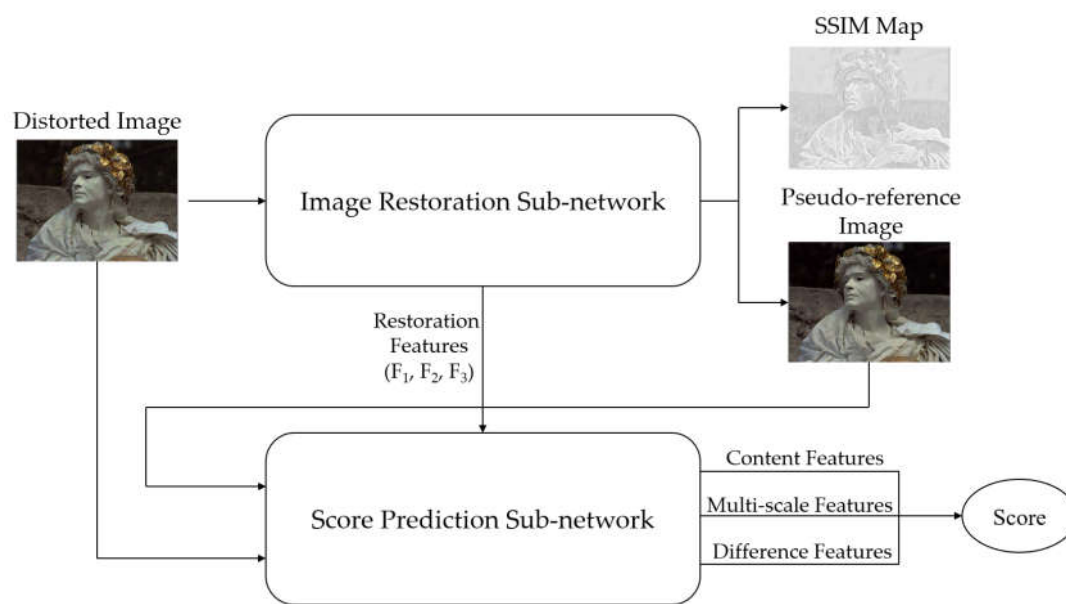 SSIM Map
Distorted Image
Image Restoration Sub-network
Pseudo-reference
Image
Restoration
Features
(F₁, F₂, F₃)
Score Prediction Sub-network
Content Features
Multi-scale Features
Difference Features
Score